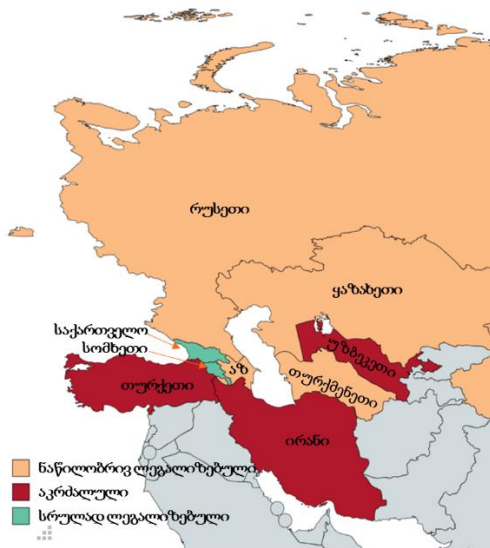 რუსეთი
ყაზახეთი
საქართველო
სომხეთი
აზ
უზბეკეთი
თურქეთი
თურქმენეთი
ირანი
ნაწილობრივ ლეგალიზებული
აკრძალული
სრულად ლეგალიზებული